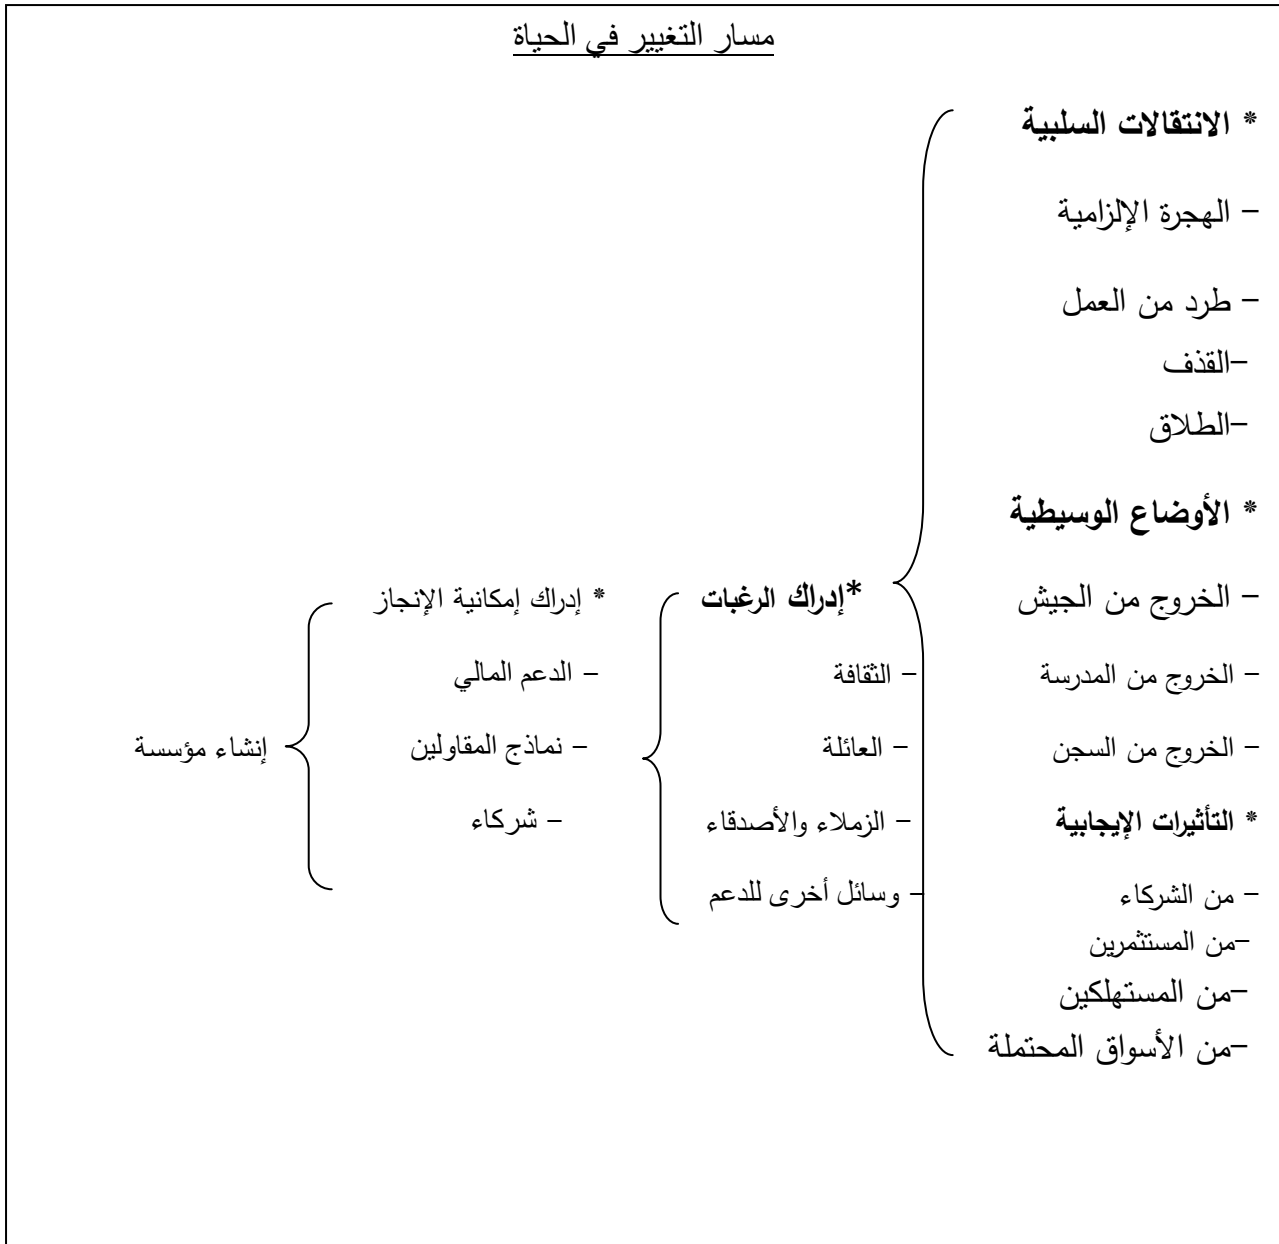 مسار التغيير في الحياة
* الانتقالات السلبية
– الهجرة الإلزامية
– طرد من العمل
–القذف
–الطلاق
* الأوضاع الوسيطية
– الخروج من الجيش
– الخروج من المدرسة
– الخروج من السجن
* التأثيرات الإيجابية
– من الشركاء
–من المستثمرين
–من المستهلكين
–من الأسواق المحتملة
*إدراك الرغبات
– الثقافة
– العائلة
– الزملاء والأصدقاء
– وسائل أخرى للدعم
* إدراك إمكانية الإنجاز
– الدعم المالي
– نماذج المقاولين
– شركاء
إنشاء مؤسسة